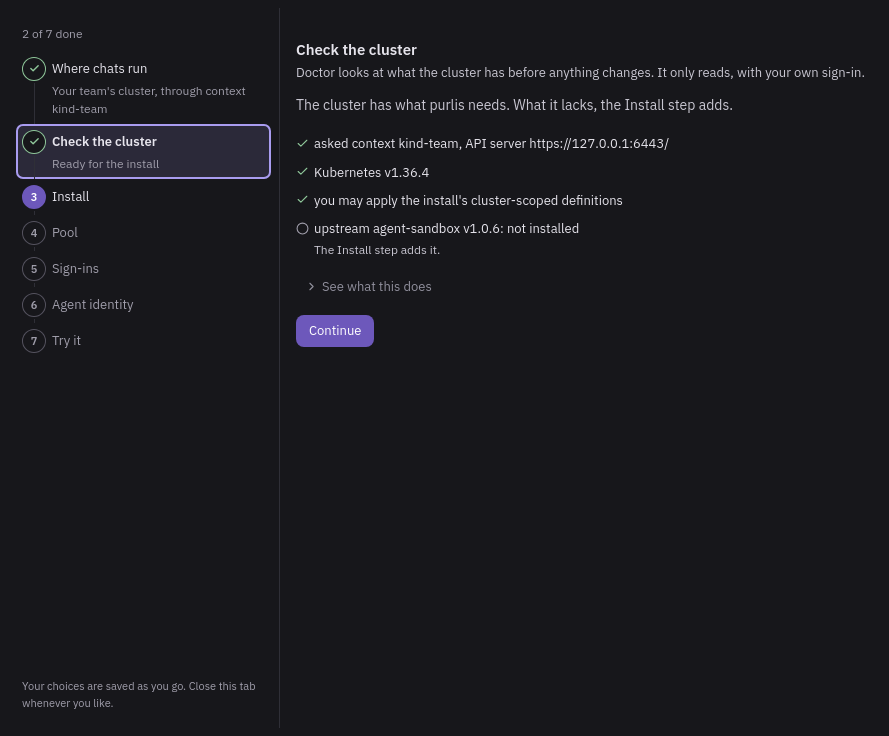 2 of 7 done
Where chats run
Your team's cluster, through context
kind-team
Check the cluster
Ready for the install
3 Install
4 Pool
5 Sign-ins
6 Agent identity
7 Try it
Your choices are saved as you go. Close this tab
whenever you like.
Check the cluster
Doctor looks at what the cluster has before anything changes. It only reads, with your own sign-in.
The cluster has what purlis needs. What it lacks, the Install step adds.
asked context kind-team, API server https://127.0.0.1:6443/
Kubernetes v1.36.4
you may apply the install's cluster-scoped definitions
upstream agent-sandbox v1.0.6: not installed
The Install step adds it.
See what this does
Continue